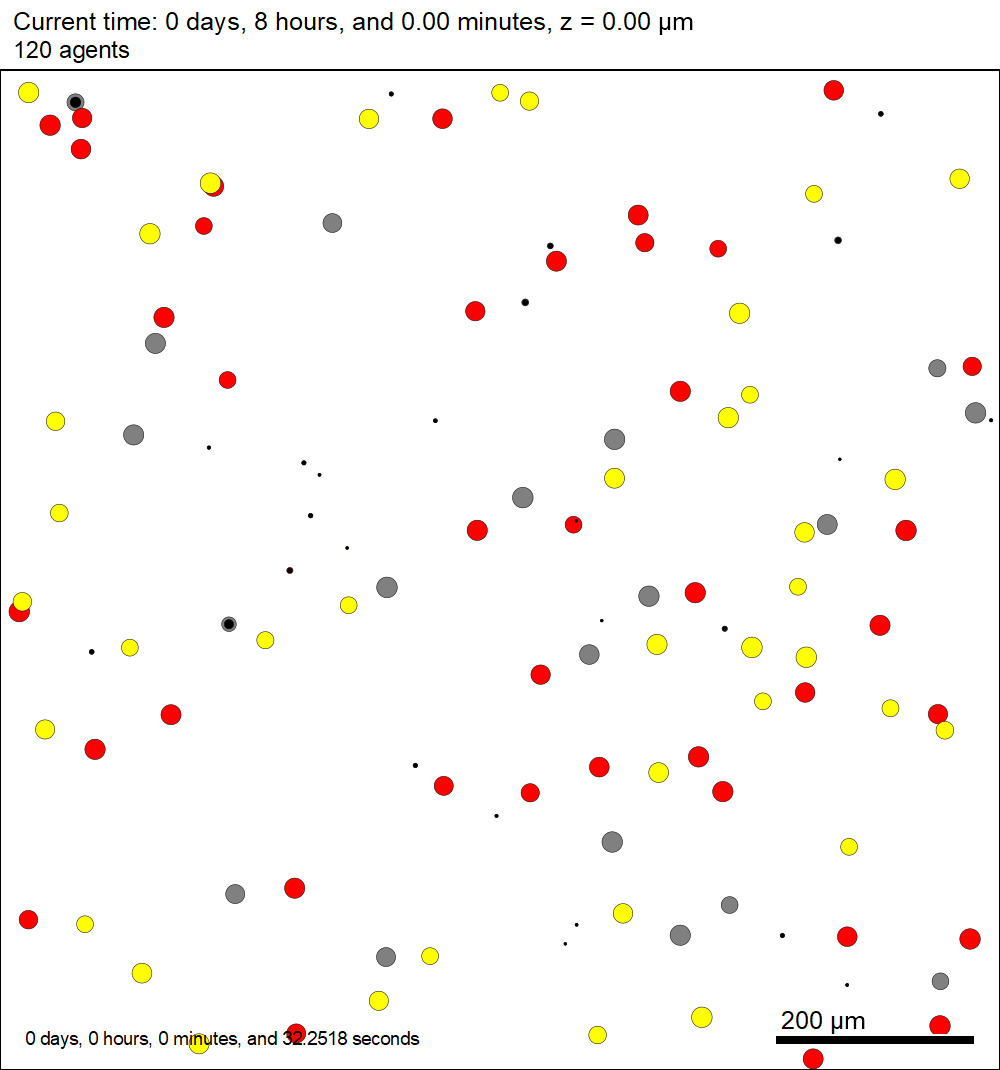 Current time: 0 days, 8 hours, and 0.00 minutes, z = 0.00 µm
120 agents
200 µm
0 days, 0 hours, 0 minutes, and 32.2518 seconds